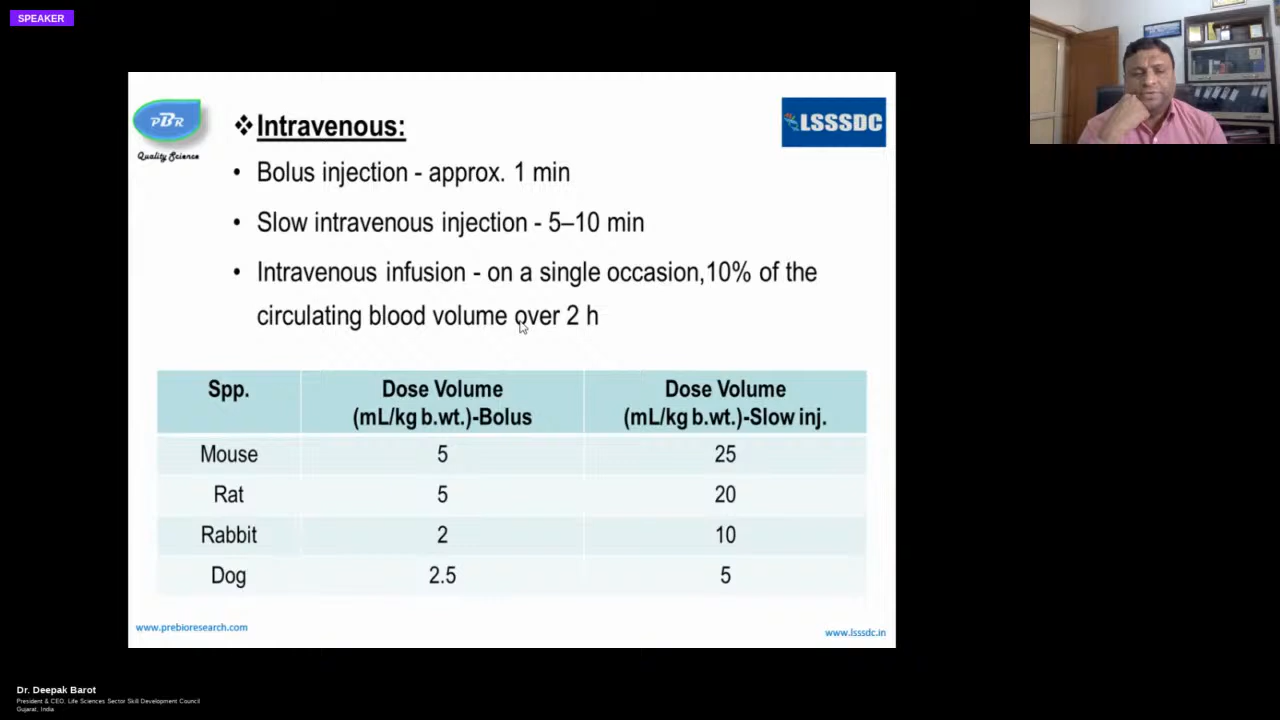 SPEAKER
PBR
Quality Science
❖Intravenous:
LSSSDC
• Bolus injection - approx. 1 min
• Slow intravenous injection - 5–10 min
• Intravenous infusion - on a single occasion,10% of the
circulating blood volume over 2 h
Spp. Dose Volume (mL/kg b.wt.)-Bolus Dose Volume (mL/kg b.wt.)-Slow inj.
Mouse 5 25
Rat 5 20
Rabbit 2 10
Dog 2.5 5
www.prebioresearch.com
www.lsssdc.in
Dr. Deepak Barot
President & CEO, Life Sciences Sector Skill Development Council
Gujarat, India